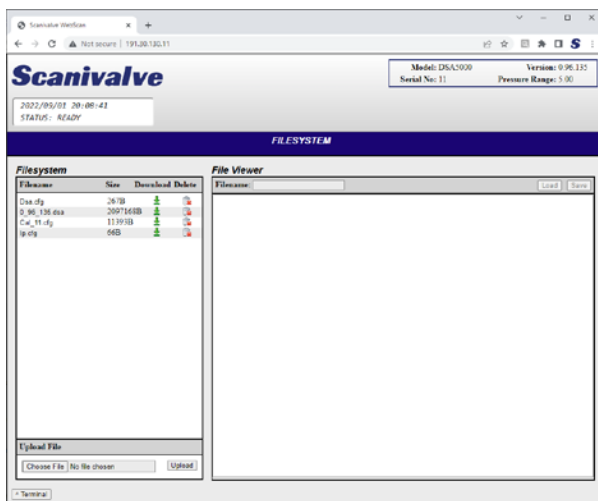 Scanivalve WebScan
Not secure | 191.30.130.11
S
Scanivalve
Model: DSA5000 Version: 0.96.135
Serial No: 11 Pressure Range: 5.00
2022/09/01 20:08:41
STATUS: READY
FILESYSTEM
Filesystem
Filename Size Download Delete
Dsa.cfg 267B
0_96_136.dsa 2097168B
Cal_11.cfg 11393B
Ip.cfg 66B
Upload File
Choose File No file chosen Upload
File Viewer
Filename: Load Save
^ Terminal